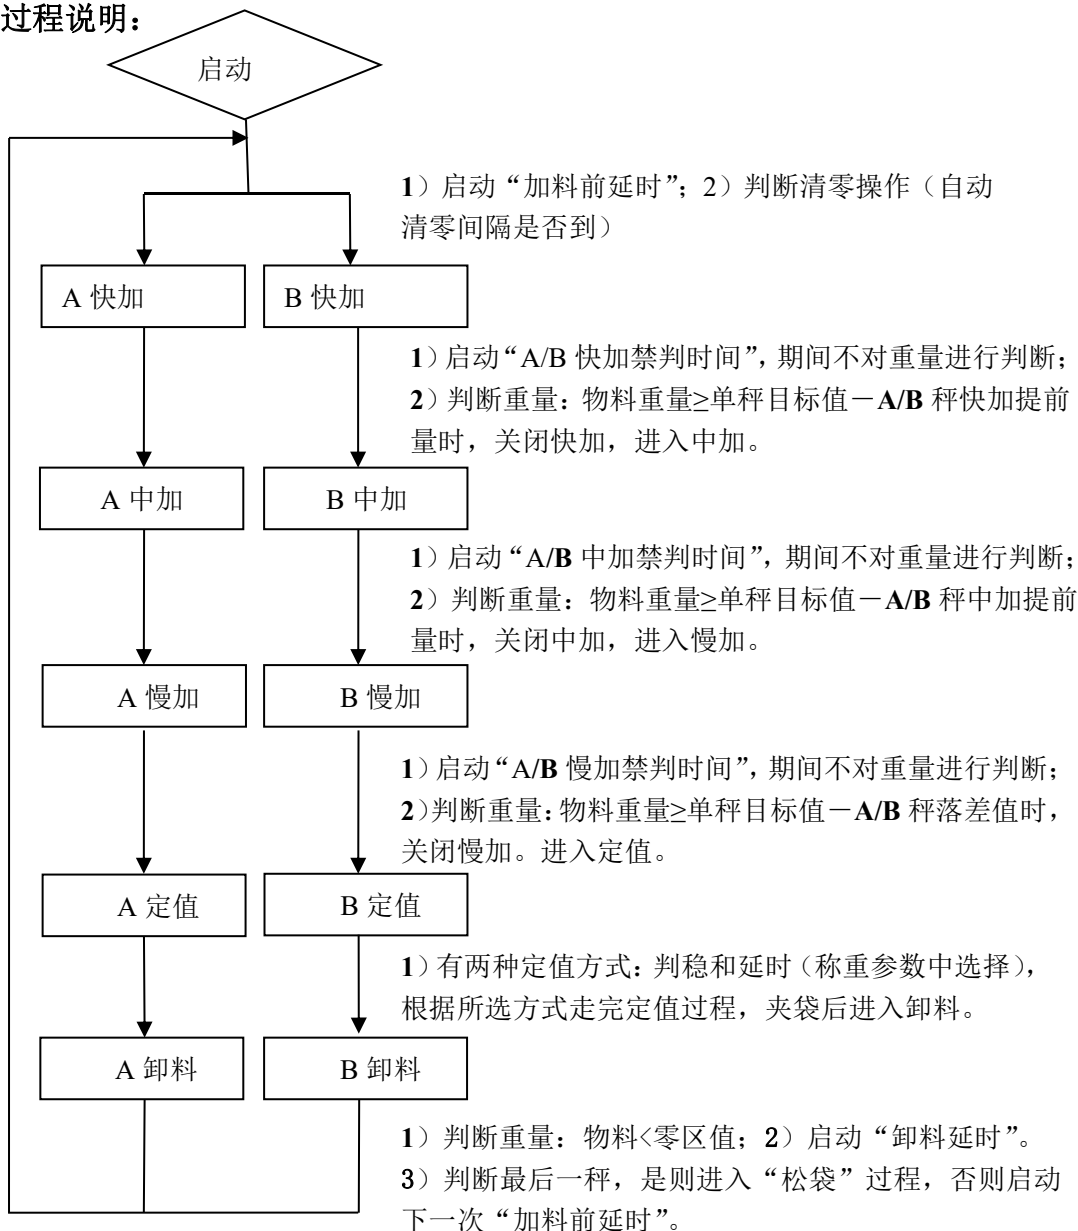 过程说明：
启动
1）启动“加料前延时”；2）判断清零操作（自动
清零间隔是否到）
A 快加
B 快加
1）启动“A/B 快加禁判时间”，期间不对重量进行判断；
2）判断重量：物料重量≥单秤目标值－A/B 秤快加提前
量时，关闭快加，进入中加。
A 中加
B 中加
1）启动“A/B 中加禁判时间”，期间不对重量进行判断；
2）判断重量：物料重量≥单秤目标值－A/B 秤中加提前
量时，关闭中加，进入慢加。
A 慢加
B 慢加
1）启动“A/B 慢加禁判时间”，期间不对重量进行判断；
2）判断重量：物料重量≥单秤目标值－A/B 秤落差值时，
关闭慢加。进入定值。
A 定值
B 定值
1）有两种定值方式：判稳和延时（称重参数中选择），
根据所选方式走完定值过程，夹袋后进入卸料。
A 卸料
B 卸料
1）判断重量：物料<零区值；2）启动“卸料延时”。
3）判断最后一秤，是则进入“松袋”过程，否则启动
下一次“加料前延时”。